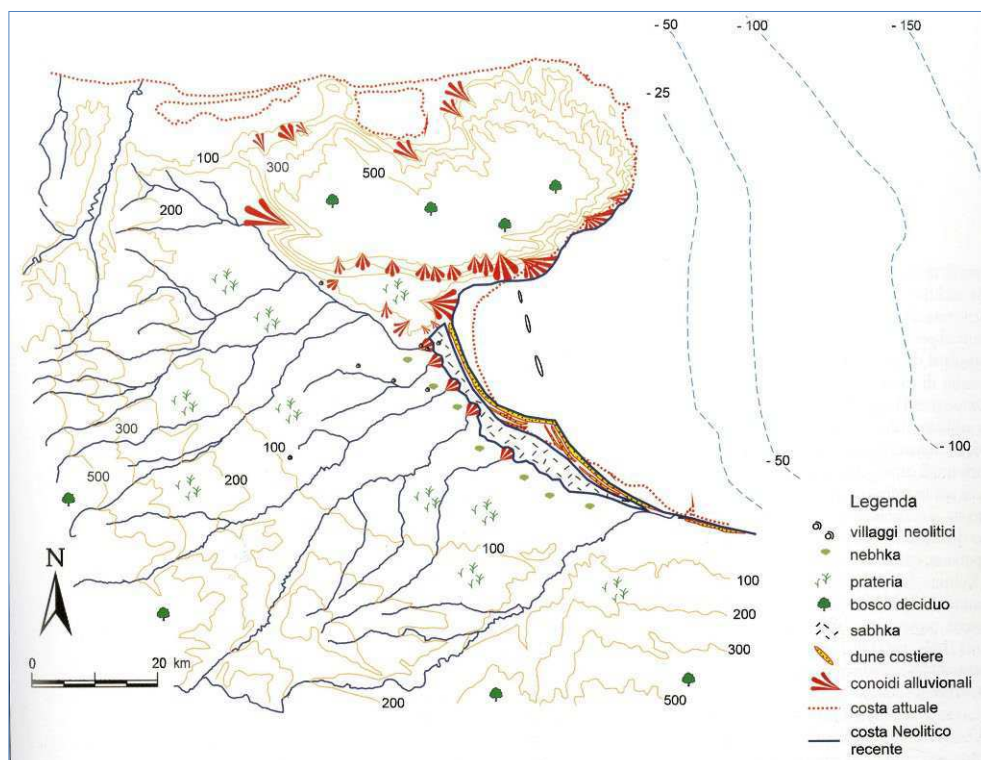 - 50
- 100
- 150
- 25
100
300
500
200
300
100
500
200
- 100
- 50
100
100
200
300
200
500
N
0
20 km
Legenda
villaggi neolitici
nebhka
prateria
bosco deciduo
sabhka
dune costiere
conoidi alluvionali
costa attuale
costa Neolitico
recente